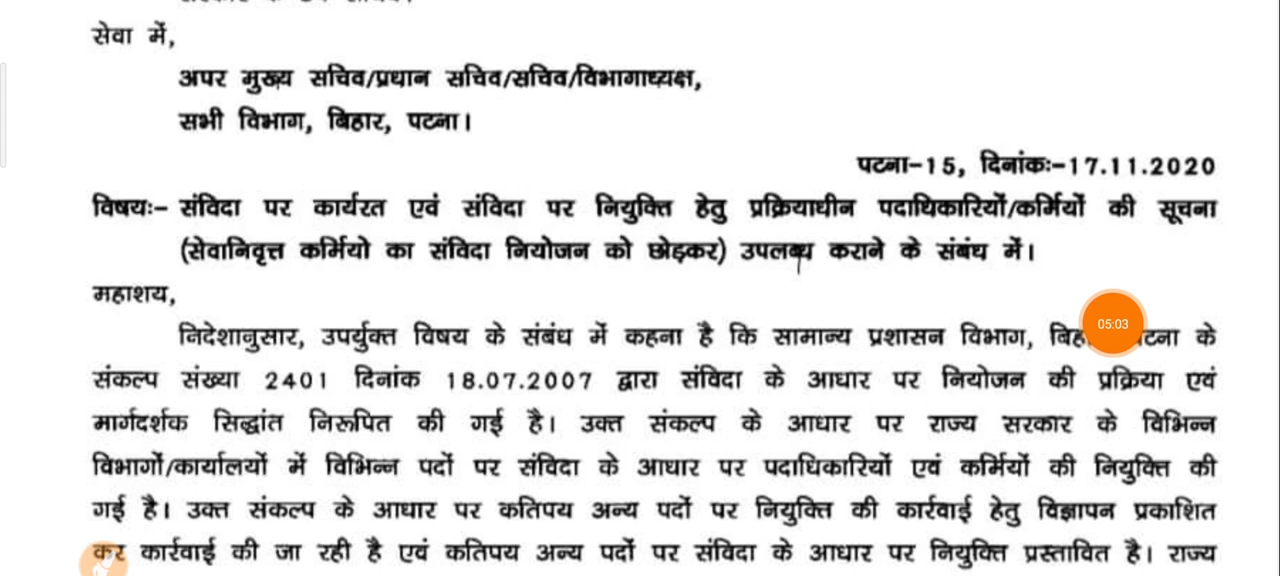 सेवा में,
अपर मुख्य सचिव/प्रधान सचिव/सचिव/विभागाध्यक्ष,
सभी विभाग, बिहार, पटना।
पटना-15, दिनांकः-17.11.2020
विषयः- संविदा पर कार्यरत एवं संविदा पर नियुक्ति हेतु प्रक्रियाधीन पदाधिकारियों/कर्मियों की सूचना
(सेवानिवृत्त कर्मियो का संविदा नियोजन को छोड़कर) उपलब्ध कराने के संबंध में।
महाशय,
निदेशानुसार, उपर्युक्त विषय के संबंध में कहना है कि सामान्य प्रशासन विभाग, के
05:03
संकल्प संख्या 2401 दिनांक 18.07.2007 द्वारा संविदा के आधार पर नियोजन की प्रक्रिया एवं
मार्गदर्शक सिद्धांत निरूपित की गई है। उक्त संकल्प के आधार पर राज्य सरकार के विभिन्न
विभागों/कार्यालयों में विभिन्न पदों पर संविदा के आधार पर पदाधिकारियों एवं कर्मियों की नियुक्ति की
गई है। उक्त संकल्प के आधार पर कतिपय अन्य पदों पर नियुक्ति की कार्रवाई हेतु विज्ञापन प्रकाशित
कर कार्रवाई की जा रही है एवं कतिपय अन्य पदों पर संविदा के आधार पर नियुक्ति प्रस्तावित है। राज्य